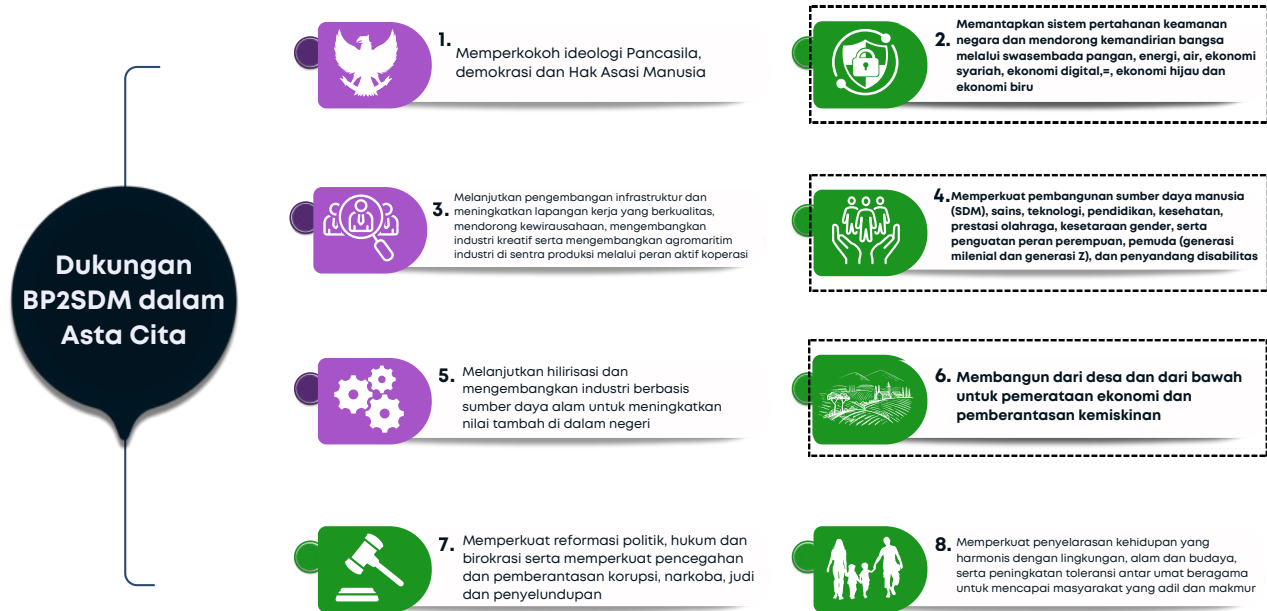 Dukungan
BP2SDM dalam
Asta Cita
1. Memperkokoh ideologi Pancasila,
demokrasi dan Hak Asasi Manusia
2. Memantapkan sistem pertahanan keamanan
negara dan mendorong kemandirian bangsa
melalui swasembada pangan, energi, air, ekonomi
syariah, ekonomi digital,=, ekonomi hijau dan
ekonomi biru
3. Melanjutkan pengembangan infrastruktur dan
meningkatkan lapangan kerja yang berkualitas,
mendorong kewirausahaan, mengembangkan
industri kreatif serta mengembangkan agromaritim
industri di sentra produksi melalui peran aktif koperasi
4. Memperkuat pembangunan sumber daya manusia
(SDM), sains, teknologi, pendidikan, kesehatan,
prestasi olahraga, kesetaraan gender, serta
penguatan peran perempuan, pemuda (generasi
milenial dan generasi Z), dan penyandang disabilitas
5. Melanjutkan hilirisasi dan
mengembangkan industri berbasis
sumber daya alam untuk meningkatkan
nilai tambah di dalam negeri
6. Membangun dari desa dan dari bawah
untuk pemerataan ekonomi dan
pemberantasan kemiskinan
7. Memperkuat reformasi politik, hukum dan
birokrasi serta memperkuat pencegahan
dan pemberantasan korupsi, narkoba, judi
dan penyelundupan
8. Memperkuat penyelarasan kehidupan yang
harmonis dengan lingkungan, alam dan budaya,
serta peningkatan toleransi antar umat beragama
untuk mencapai masyarakat yang adil dan makmur